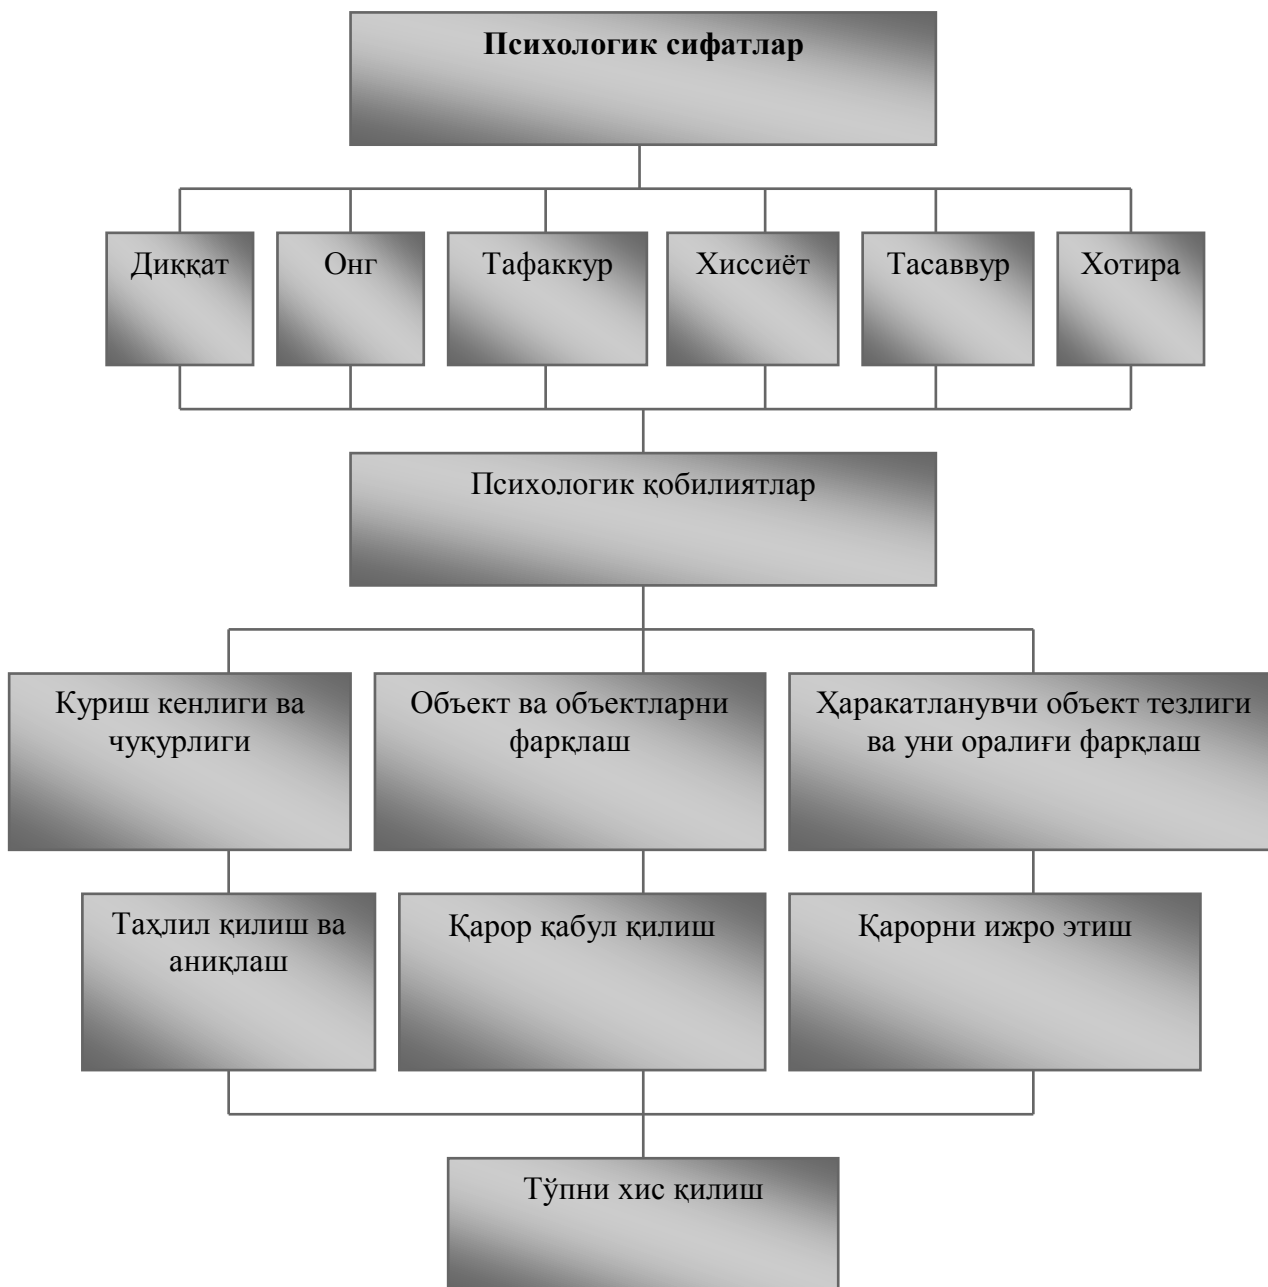 Психологик сифатлар
Диққат
Онг
Тафаккур
Хиссиёт
Тасаввур
Хотира
Психологик қобилиятлар
Куриш кенлиги ва
чуқурлиги
Объект ва объектларни
фарқлаш
Ҳаракатланувчи объект тезлиги
ва уни оралиғи фарқлаш
Таҳлил қилиш ва
аниқлаш
Қарор қабул қилиш
Қарорни ижро этиш
Тўпни хис қилиш